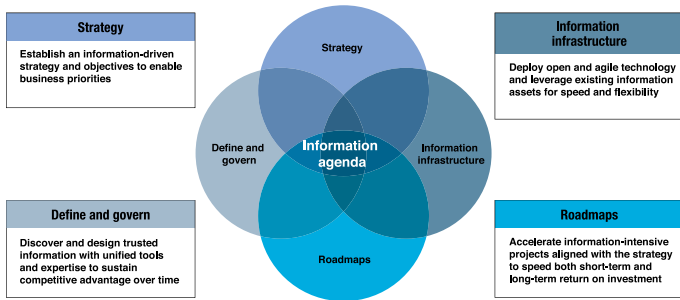 Strategy
Establish an information-driven
strategy and objectives to enable
business priorities
Information
infrastructure
Deploy open and agile technology
and leverage existing information
assets for speed and flexibility
Strategy
Define and
govern
Information
agenda
Information
infrastructure
Roadmaps
Define and govern
Discover and design trusted
information with unified tools
and expertise to sustain
competitive advantage over time
Roadmaps
Accelerate information-intensive
projects aligned with the strategy
to speed both short-term and
long-term return on investment